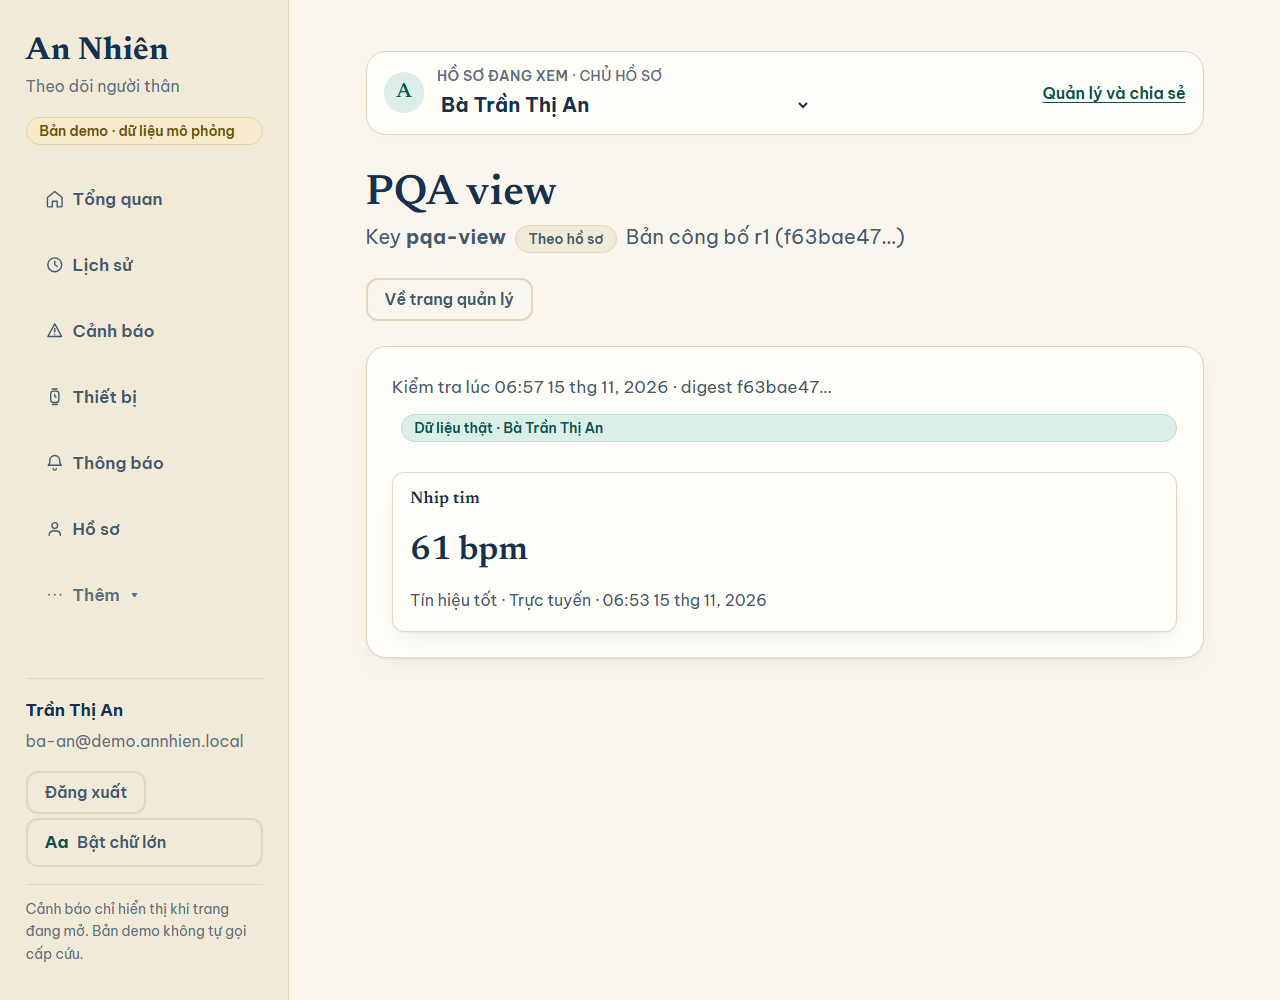 An Nhiên
Theo dõi người thân
Bản demo · dữ liệu mô phỏng
Tổng quan
Lịch sử
Cảnh báo
Thiết bị
Thông báo
Hồ sơ
Thêm
Trần Thị An
ba-an@demo.annhien.local
Đăng xuất
Aa Bật chữ lớn
Cảnh báo chỉ hiển thị khi trang
đang mở. Bản demo không tự gọi
cấp cứu.
A
HỒ SƠ ĐANG XEM · CHỦ HỒ SƠ
Bà Trần Thị An
Quản lý và chia sẻ
PQA view
Key pqa-view Theo hồ sơ Bản công bố r1 (f63bae47…)
Về trang quản lý
Kiểm tra lúc 06:57 15 thg 11, 2026 · digest f63bae47…
Dữ liệu thật · Bà Trần Thị An
Nhip tim
61 bpm
Tín hiệu tốt · Trực tuyến · 06:53 15 thg 11, 2026